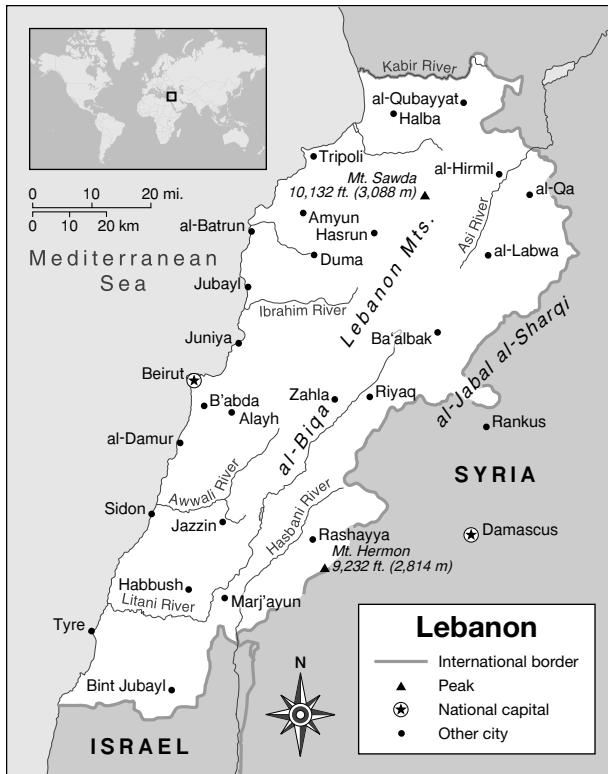 Kabir River
al-Qubayyat
Halba
Tripoli
al-Hirmil
Mt. Sawda
10,132 ft. (3,088 m)
al-Qa
0 10 20 mi.
0 10 20 km
Amyun
al-Batrun
Hasrun
Asi River
Duma
al-Labwa
Mediterranean
Sea
Lebanon Mts.
Jubayl
Ibrahim River
Juniya
Ba‘albak
al-Jabal al-Sharqi
Beirut
B'abda
Zahla
Riyaq
Alayh
al-Biqa
Rankus
al-Damur
SYRIA
Awwali River
Hasbani River
Sidon
Jazzin
Damascus
Rashayya
Mt. Hermon
9,232 ft. (2,814 m)
Habbush
Litani River
Marj'ayun
Tyre
Bint Jubayl
ISRAEL
N
Lebanon
International border
Peak
National capital
Other city